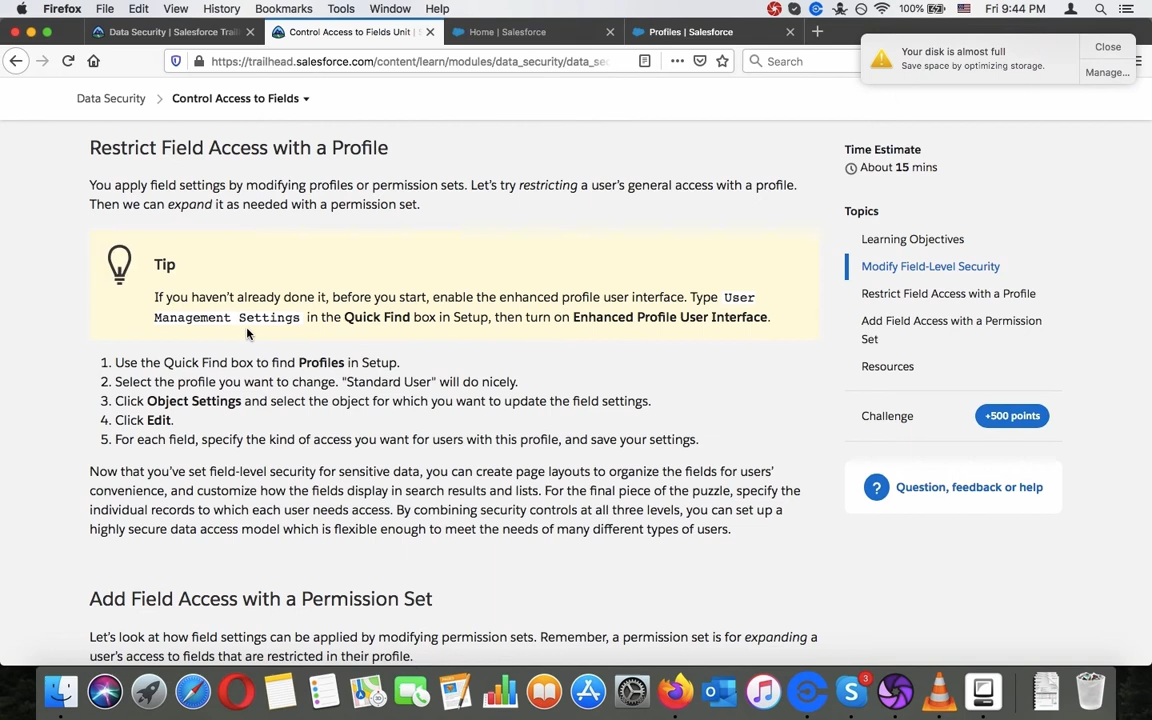 Firefox File Edit View History Bookmarks Tools Window Help 100% Fri 9:44 PM
Data Security | Salesforce Trail Control Access to Fields Unit | S Home | Salesforce Profiles | Salesforce
https://trailhead.salesforce.com/content/learn/modules/data_security/data_sec Search
Your disk is almost full
Save space by optimizing storage.
Close
Manage...
Data Security > Control Access to Fields
Restrict Field Access with a Profile
You apply field settings by modifying profiles or permission sets. Let's try restricting a user's general access with a profile.
Then we can expand it as needed with a permission set.
Tip
If you haven't already done it, before you start, enable the enhanced profile user interface. Type User
Management Settings in the Quick Find box in Setup, then turn on Enhanced Profile User Interface.
1. Use the Quick Find box to find Profiles in Setup.
2. Select the profile you want to change. "Standard User" will do nicely.
3. Click Object Settings and select the object for which you want to update the field settings.
4. Click Edit.
5. For each field, specify the kind of access you want for users with this profile, and save your settings.
Now that you've set field-level security for sensitive data, you can create page layouts to organize the fields for users'
convenience, and customize how the fields display in search results and lists. For the final piece of the puzzle, specify the
individual records to which each user needs access. By combining security controls at all three levels, you can set up a
highly secure data access model which is flexible enough to meet the needs of many different types of users.
Add Field Access with a Permission Set
Let's look at how field settings can be applied by modifying permission sets. Remember, a permission set is for expanding a
user's access to fields that are restricted in their profile.
Time Estimate
About 15 mins
Topics
Learning Objectives
Modify Field-Level Security
Restrict Field Access with a Profile
Add Field Access with a Permission
Set
Resources
Challenge +500 points
? Question, feedback or help
3